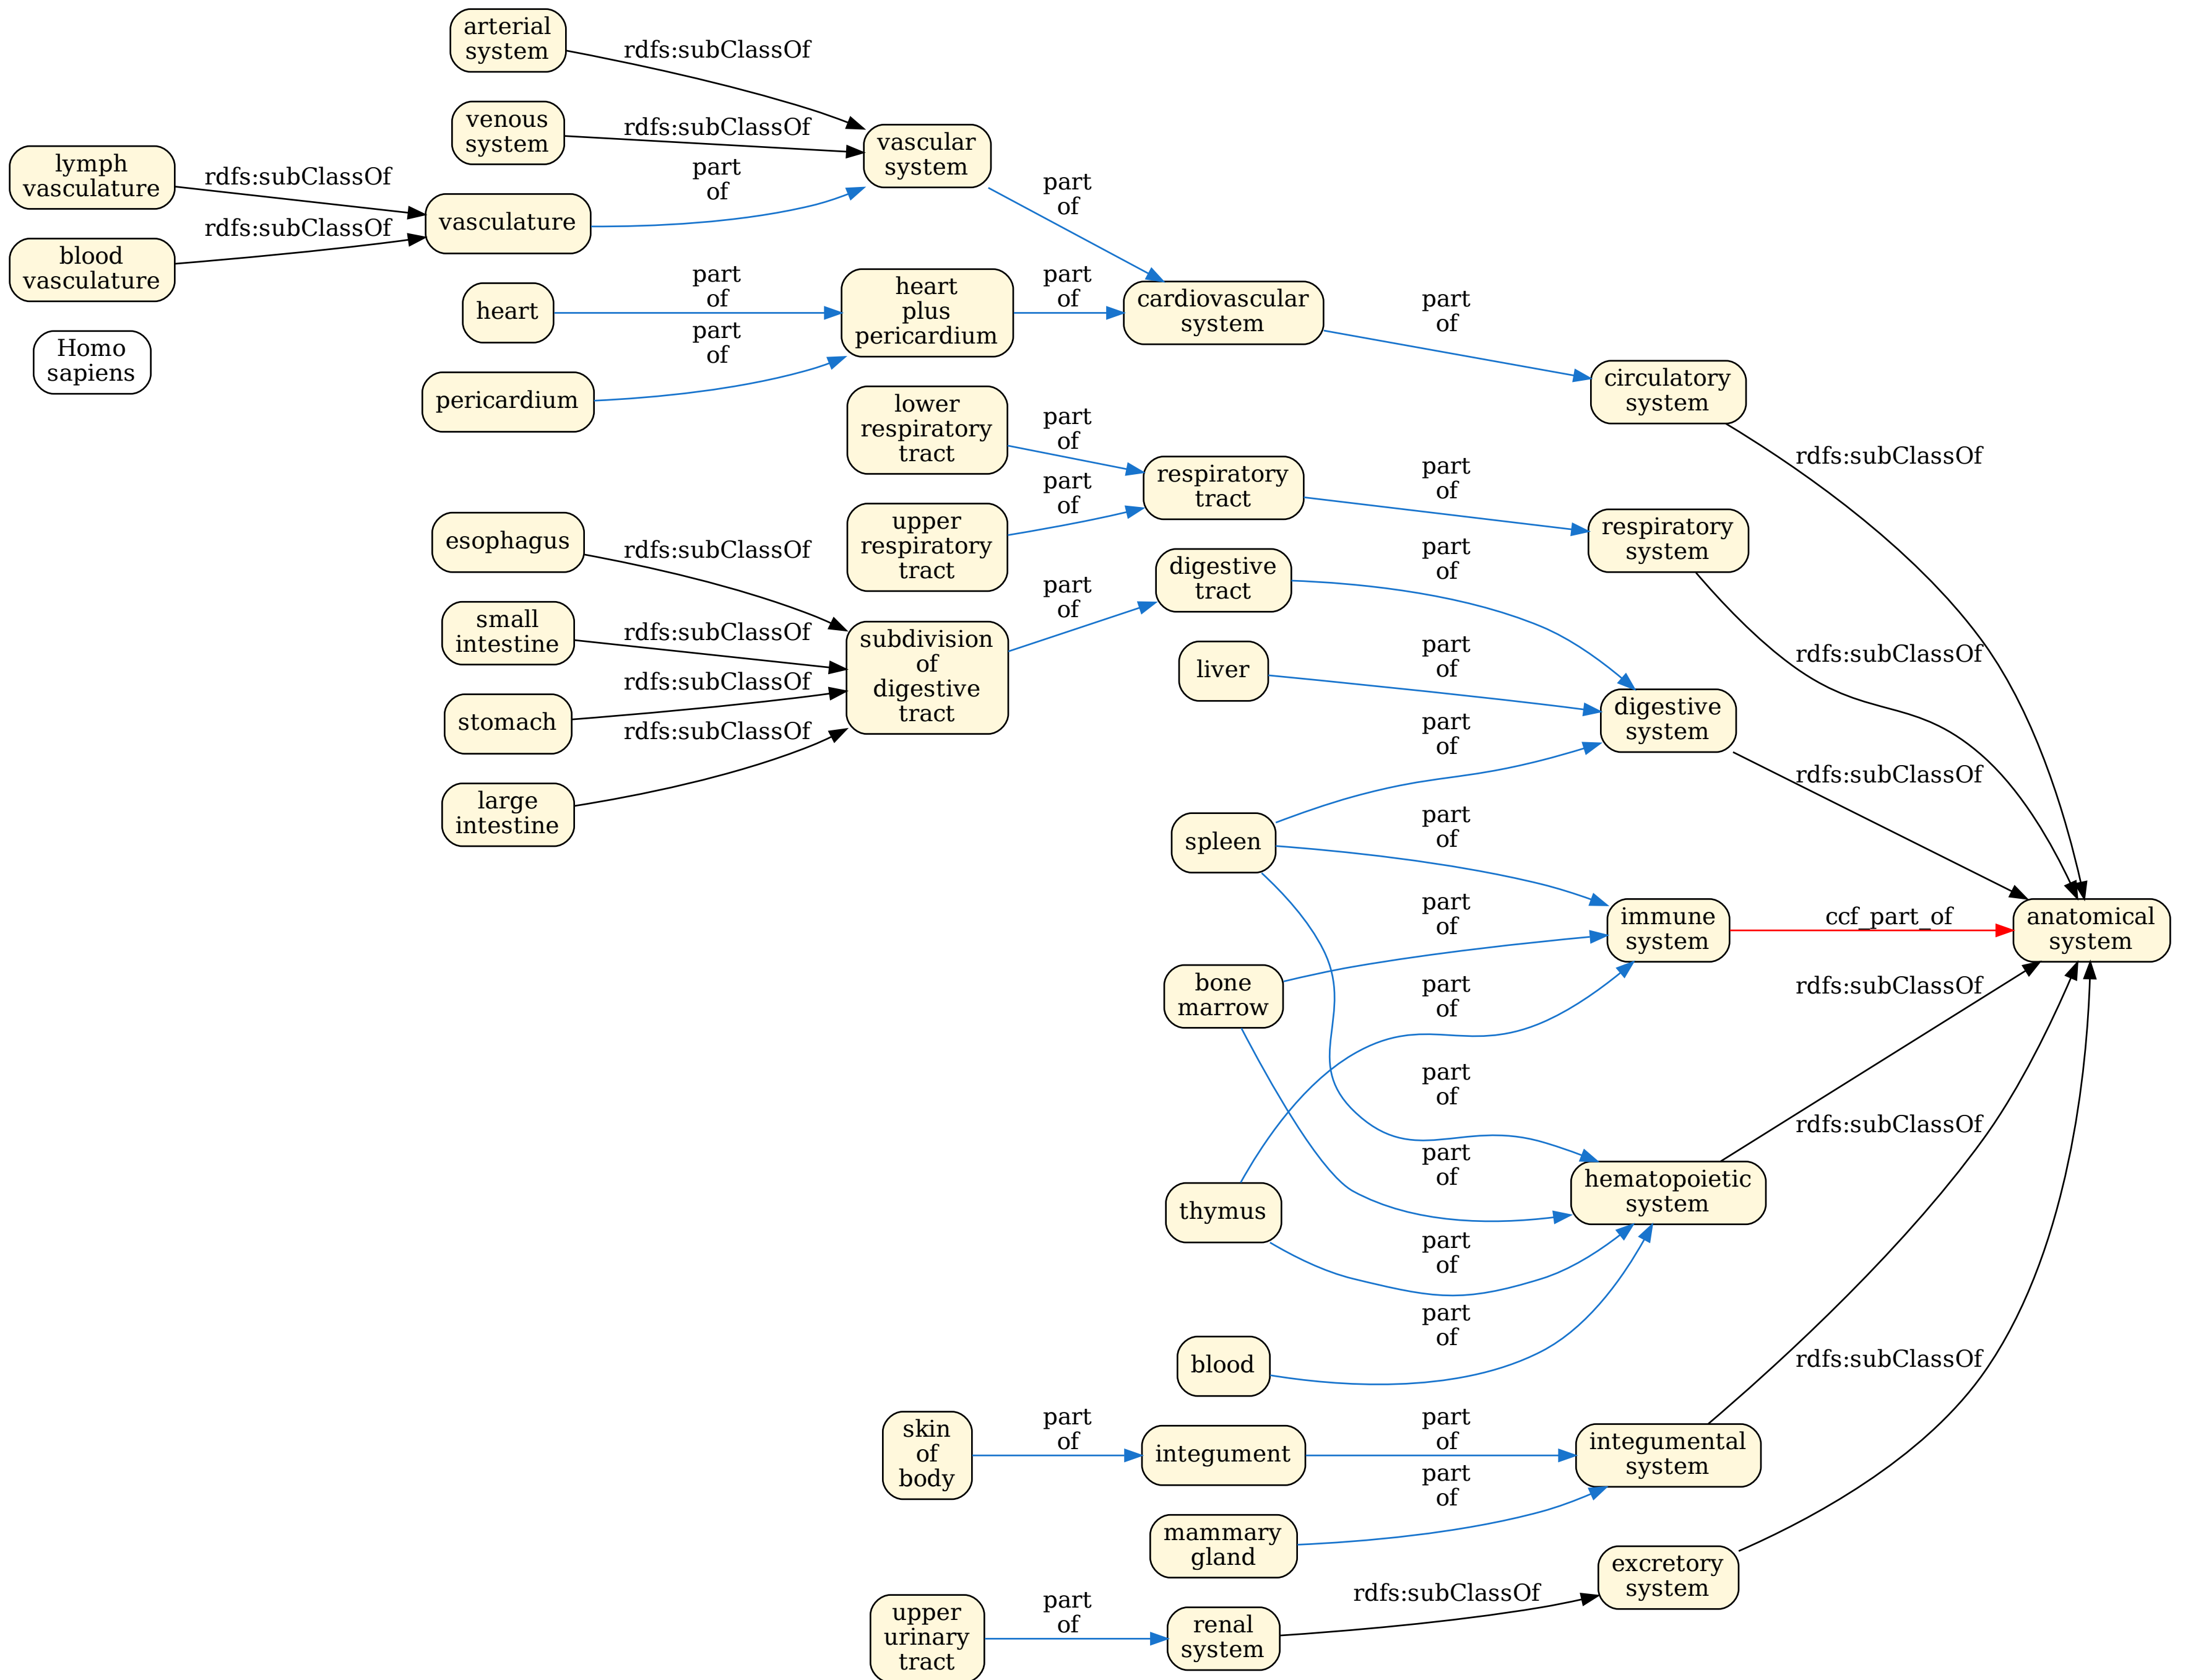 arterial
system
rdfs:subClassOf
venous
system
rdfs:subClassOf
vascular
system
lymph
vasculature
rdfs:subClassOf
blood
vasculature
rdfs:subClassOf
vasculature
part
of
part
of
Homo
sapiens
heart
part
of
pericardium
part
of
heart
plus
pericardium
part
of
cardiovascular
system
part
of
circulatory
system
rdfs:subClassOf
lower
respiratory
tract
part
of
upper
respiratory
tract
part
of
respiratory
tract
part
of
respiratory
system
rdfs:subClassOf
esophagus
rdfs:subClassOf
small
intestine
rdfs:subClassOf
stomach
rdfs:subClassOf
large
intestine
rdfs:subClassOf
subdivision
of
digestive
tract
part
of
digestive
tract
part
of
liver
part
of
digestive
system
rdfs:subClassOf
spleen
part
of
part
of
part
of
bone
marrow
part
of
part
of
immune
system
ccf_part_of
anatomical
system
thymus
part
of
part
of
hematopoietic
system
rdfs:subClassOf
blood
part
of
skin
of
body
part
of
integument
part
of
mammary
gland
part
of
integumental
system
rdfs:subClassOf
upper
urinary
tract
part
of
renal
system
rdfs:subClassOf
excretory
system
rdfs:subClassOf